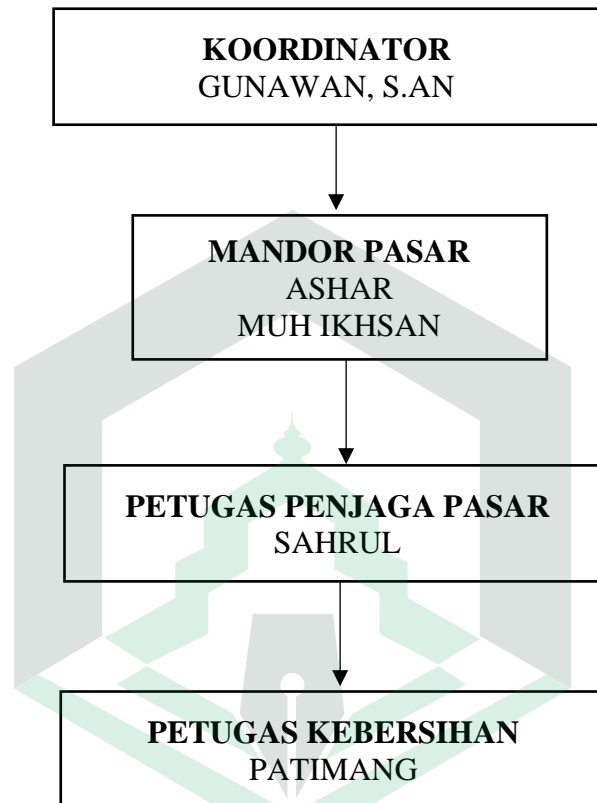 KOORDINATOR
GUNAWAN, S.AN
MANDOR PASAR
ASHAR
MUH IKHSAN
PETUGAS PENJAGA PASAR
SAHRUL
PETUGAS KEBERSIHAN
PATIMANG